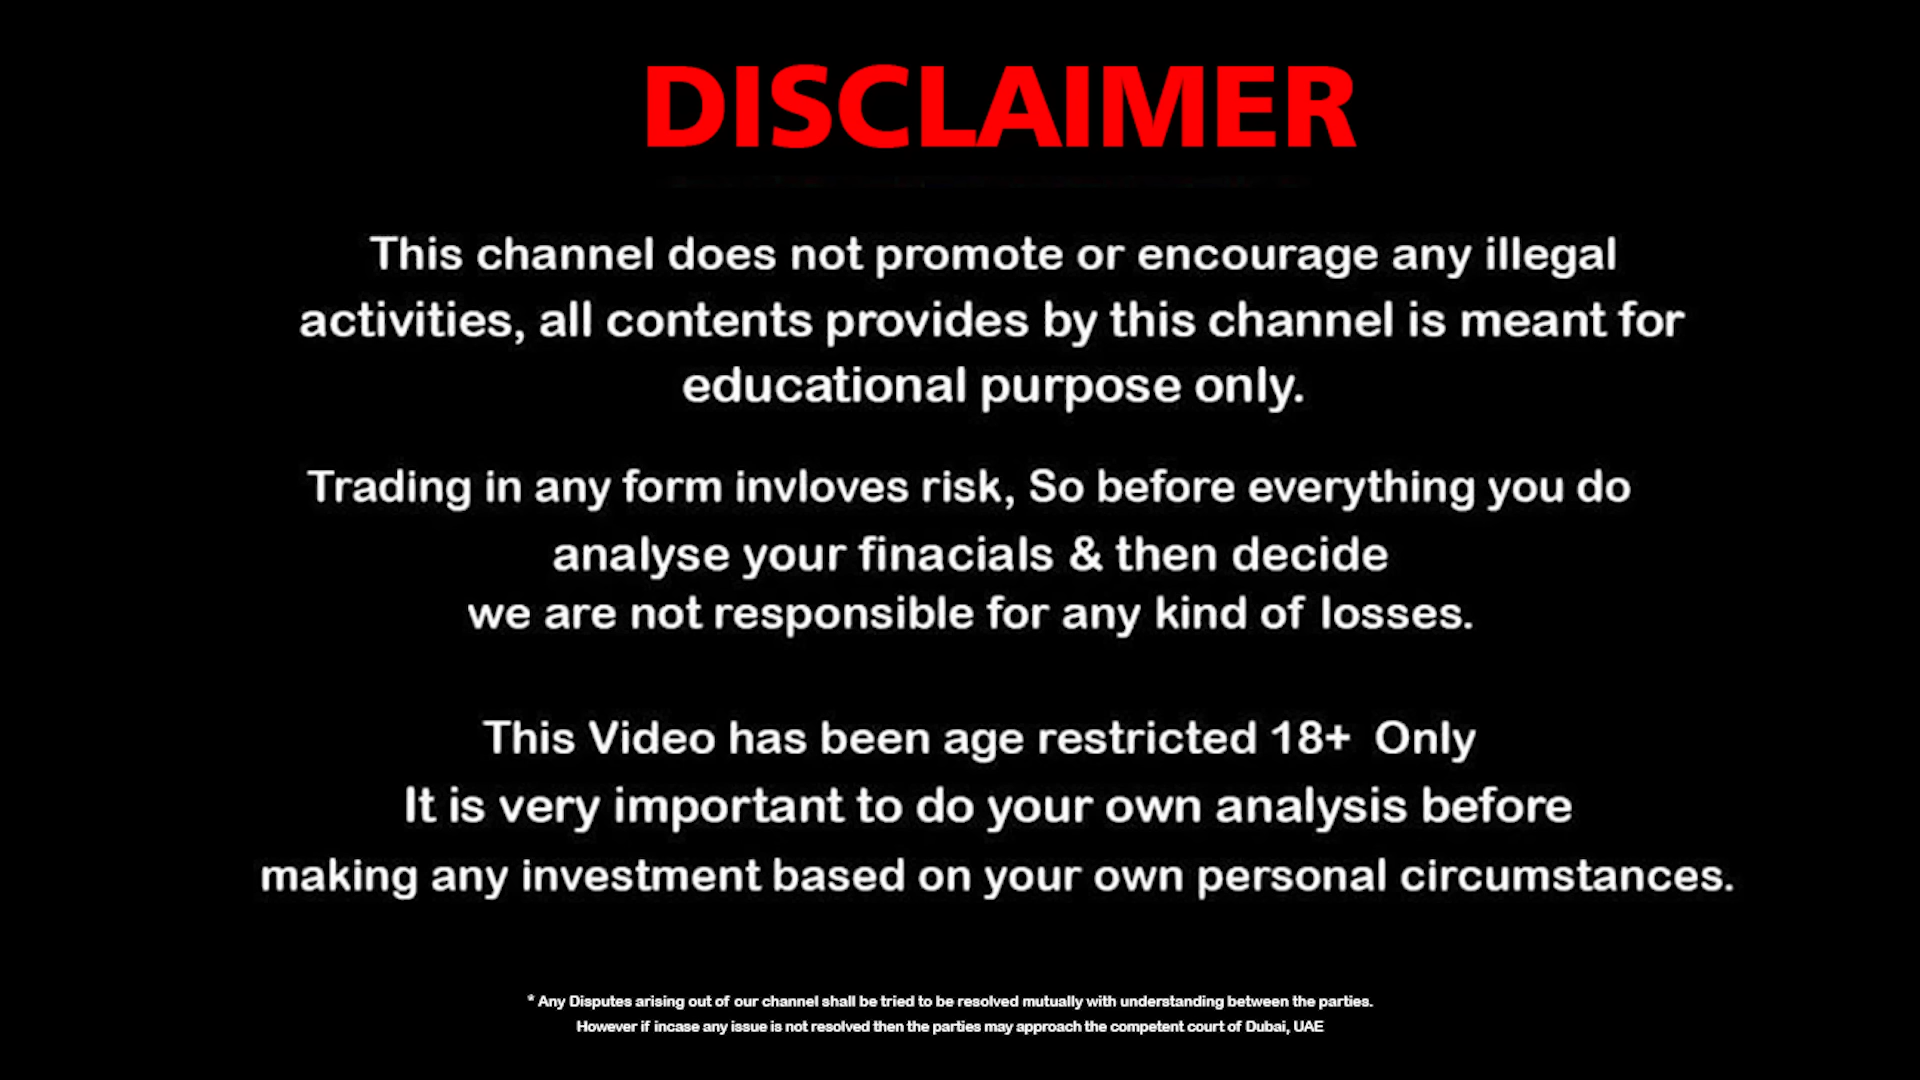 DISCLAIMER
This channel does not promote or encourage any illegal
activities, all contents provides by this channel is meant for
educational purpose only.
Trading in any form invloves risk, So before everything you do
analyse your finacials & then decide
we are not responsible for any kind of losses.
This Video has been age restricted 18+ Only
It is very important to do your own analysis before
making any investment based on your own personal circumstances.
* Any Disputes arising out of our channel shall be tried to be resolved mutually with understanding between the parties.
However if incase any issue is not resolved then the parties may approach the competent court of Dubai, UAE